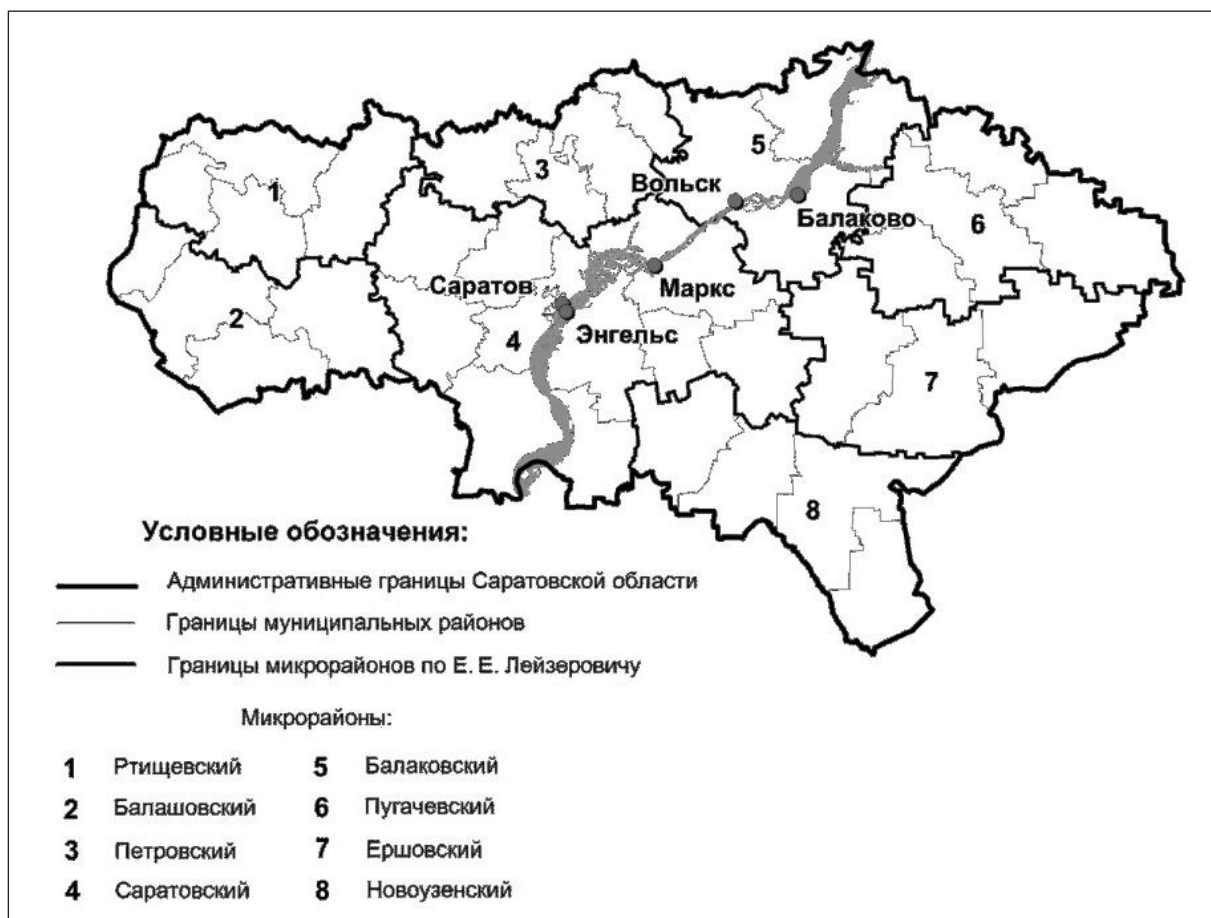 5
3
1
Вольск
Балаково
6
Саратов
Маркс
2
4
Энгельс
7
8
Условные обозначения:
Административные границы Саратовской области
Границы муниципальных районов
Границы микрорайонов по Е. Е. Лейзеровичу
Микрорайоны:
1 Ртищевский 5 Балаковский
2 Балашовский 6 Пугачевский
3 Петровский 7 Ершовский
4 Саратовский 8 Новоузенский